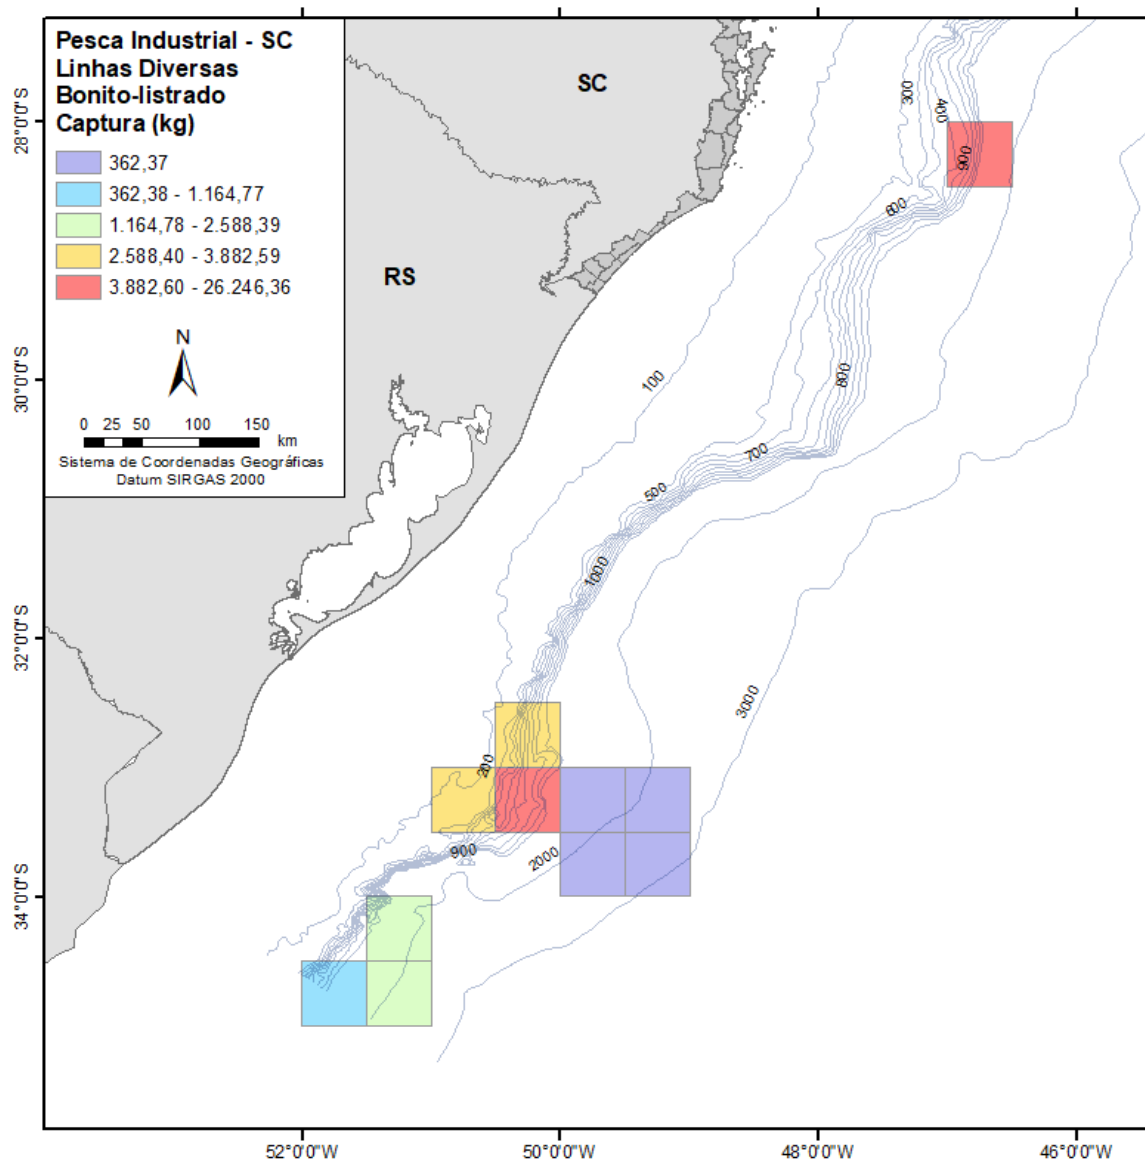 Pesca Industrial - SC
Linhas Diversas
Bonito-listrado
Captura (kg)
362,37
362,38 - 1.164,77
1.164,78 - 2.588,39
2.588,40 - 3.882,59
3.882,60 - 26.246,36
N
0 25 50 100 150
km
Sistema de Coordenadas Geográficas
Datum SIRGAS 2000
SC
RS
300
400
900
600
100
800
700
500
1000
3000
200
900
2000
28°0'0"S
30°0'0"S
32°0'0"S
34°0'0"S
52°0'0"W
50°0'0"W
48°0'0"W
46°0'0"W